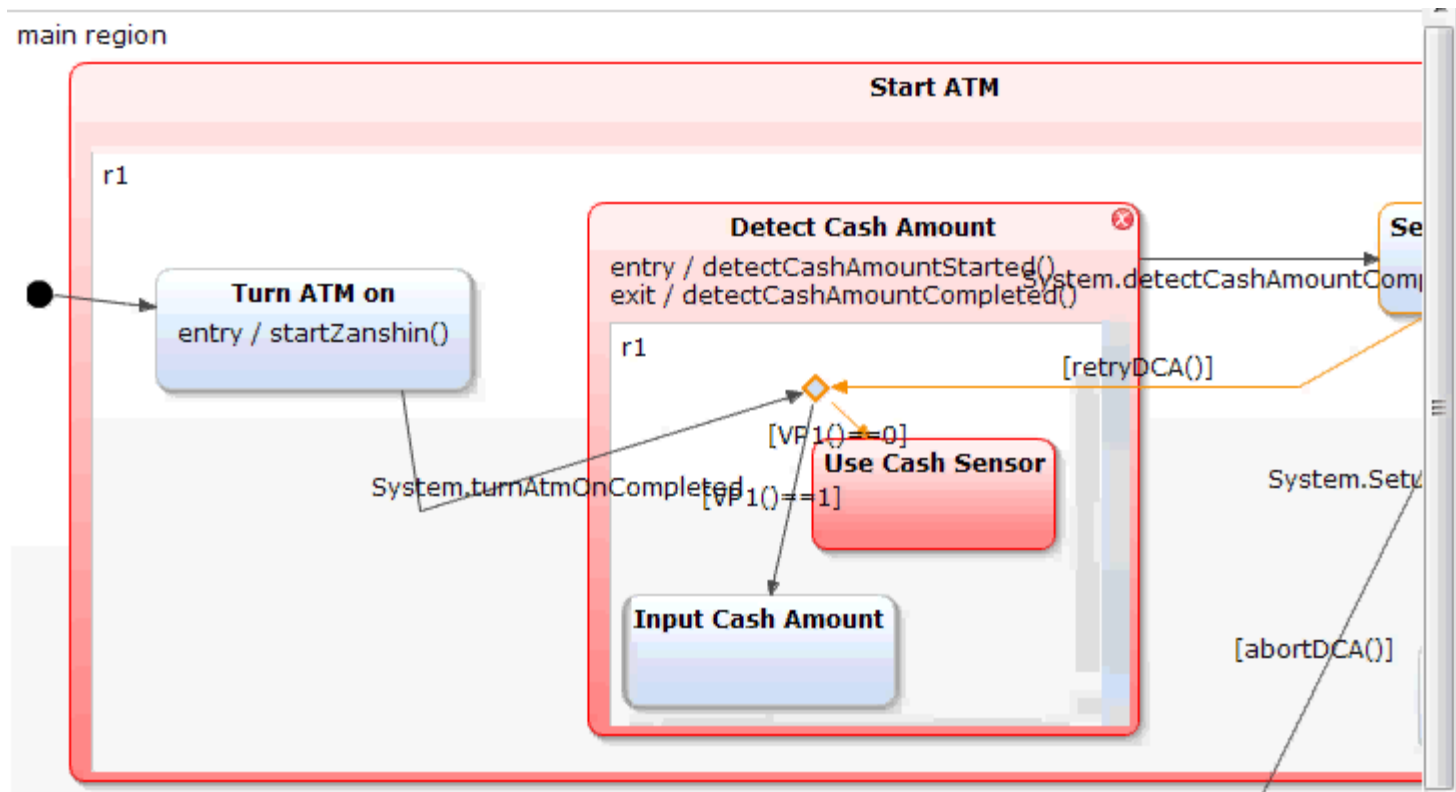 main region
Start ATM
r1
Detect Cash Amount
entry / detectCashAmountStarted()
exit / detectCashAmountCompleted()
System.detectCashAmountComp
Se
Turn ATM on
entry / startZanshin()
r1
[retryDCA()]
[VP1()==0]
Use Cash Sensor
System.turnAtmOnCompleted
[VP1()==1]
System.Setu
Input Cash Amount
[abortDCA()]